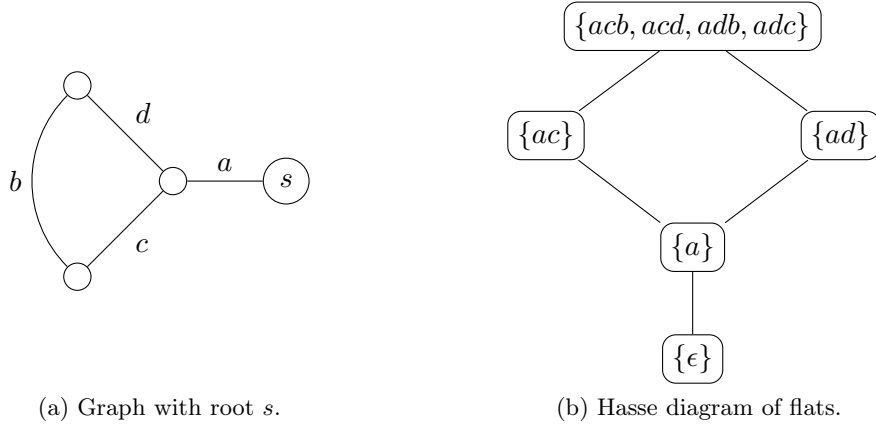 d
b
a
s
c
(a) Graph with root s.
{acb, acd, adb, adc}
{ac}
{ad}
{a}
{ϵ}
(b) Hasse diagram of flats.